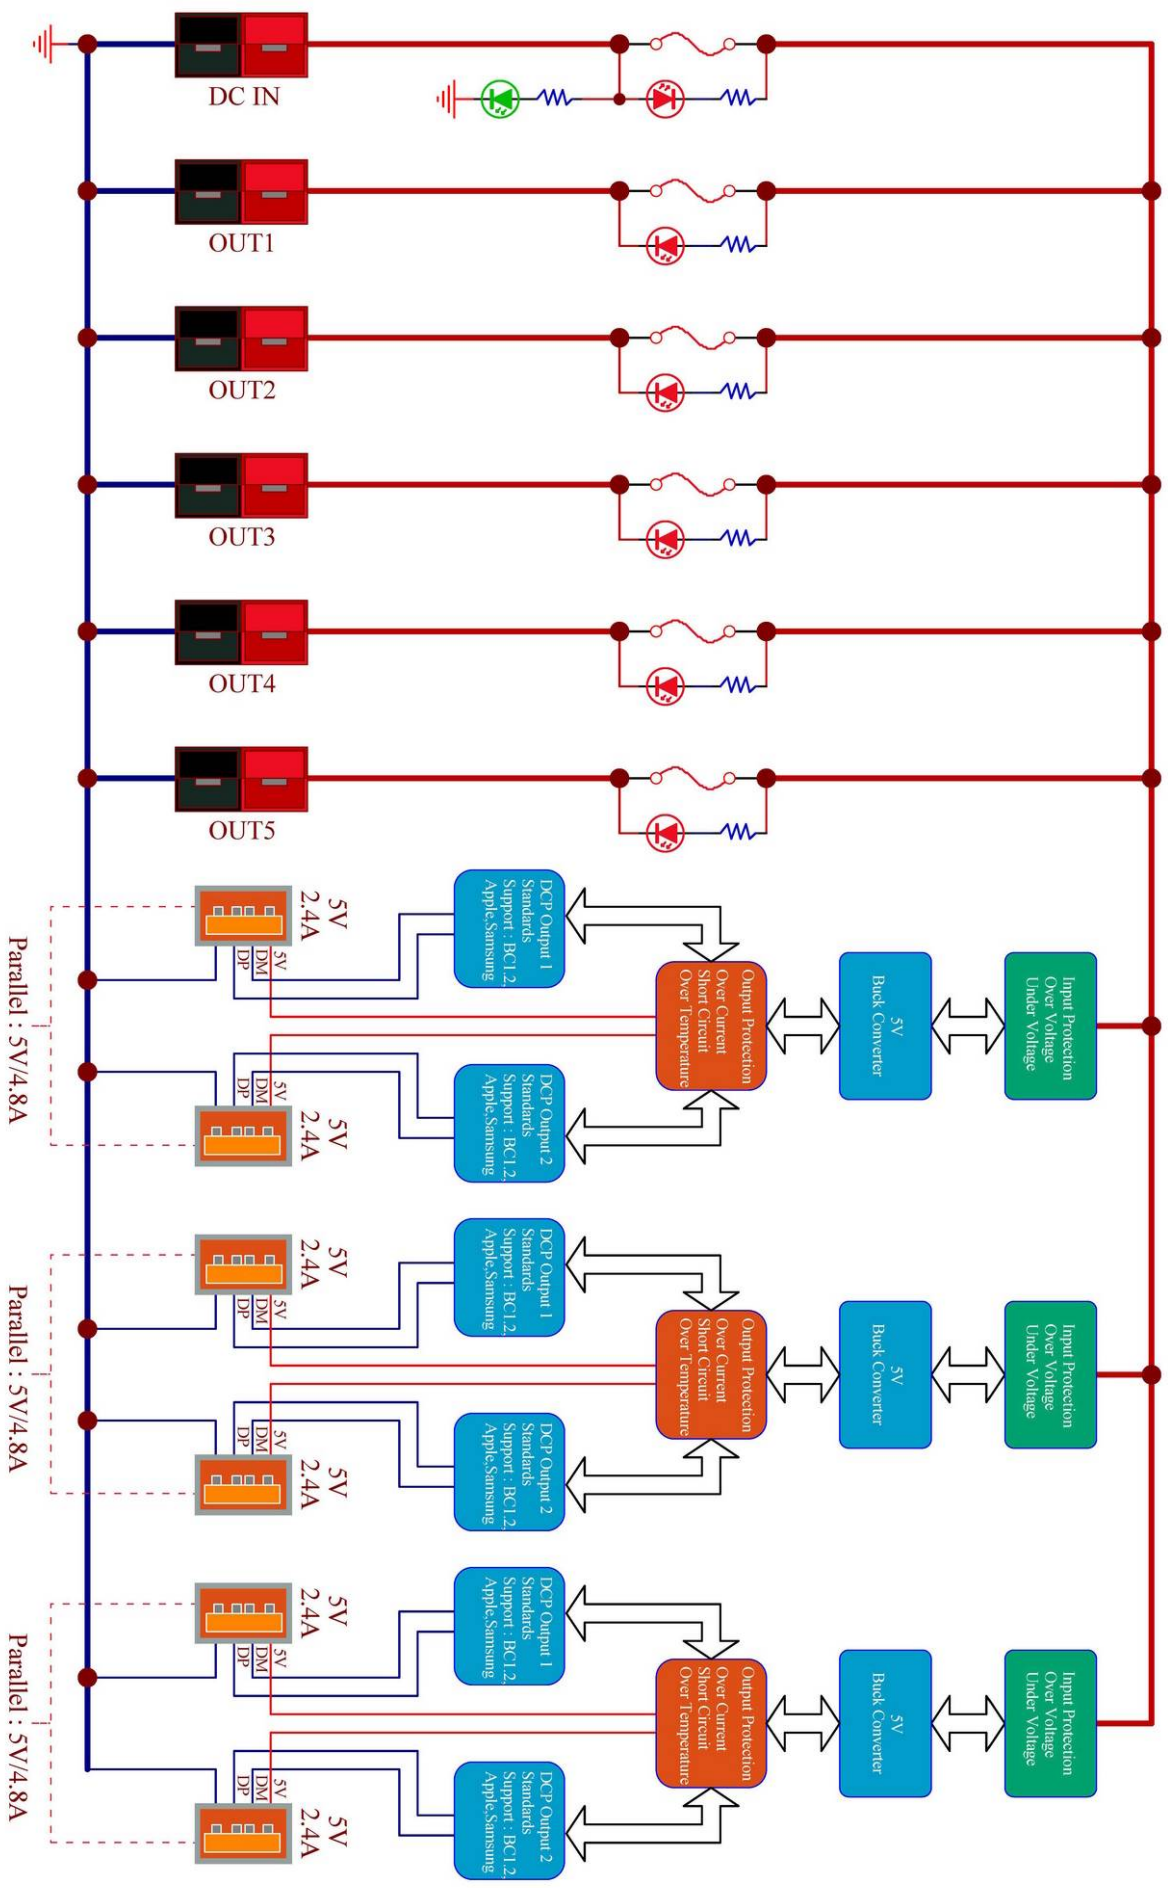 DC IN
OUT1
OUT2
OUT3
OUT4
OUT5
Input Protection
Over Voltage
Under Voltage
5V
Buck Converter
Output Protection
Over Current
Short Circuit
Over Temperature
DCP Output 1
Standards
Support : BC1.2,
Apple,Samsung
5V
2.4A
5V
DM
DP
DCP Output 2
Standards
Support : BC1.2,
Apple,Samsung
5V
2.4A
5V
DM
DP
Parallel : 5V/4.8A
Input Protection
Over Voltage
Under Voltage
5V
Buck Converter
Output Protection
Over Current
Short Circuit
Over Temperature
DCP Output 1
Standards
Support : BC1.2,
Apple,Samsung
5V
2.4A
5V
DM
DP
DCP Output 2
Standards
Support : BC1.2,
Apple,Samsung
5V
2.4A
5V
DM
DP
Parallel : 5V/4.8A
Input Protection
Over Voltage
Under Voltage
5V
Buck Converter
Output Protection
Over Current
Short Circuit
Over Temperature
DCP Output 1
Standards
Support : BC1.2,
Apple,Samsung
5V
2.4A
5V
DM
DP
DCP Output 2
Standards
Support : BC1.2,
Apple,Samsung
5V
2.4A
5V
DM
DP
Parallel : 5V/4.8A